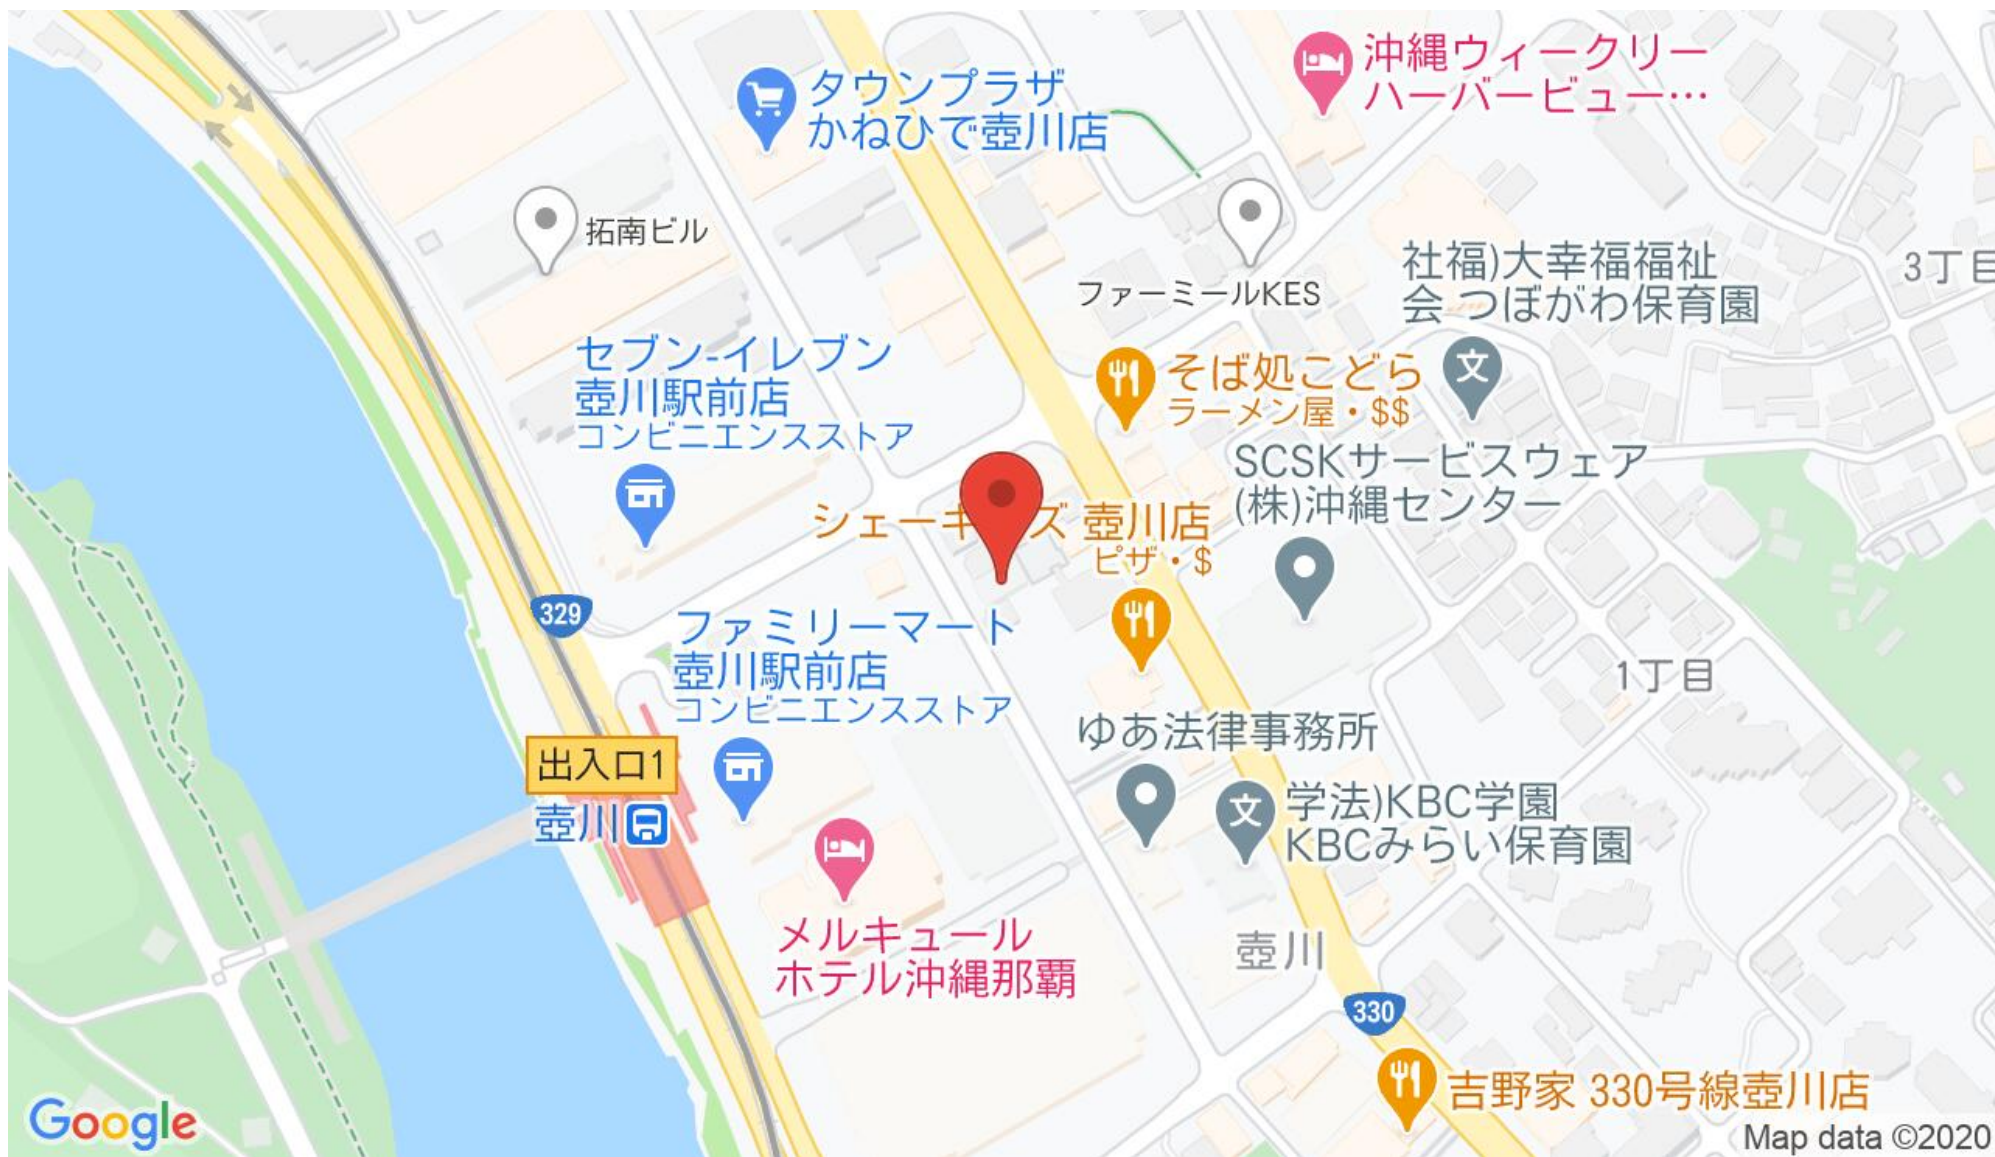 沖縄ウィークリー
ハーバービュー…
タウンプラザ
かねひで壺川店
拓南ビル
ファーミールKES
社福)大幸福福祉
会 つぼがわ保育園
3丁目
セブン-イレブン
壺川駅前店
コンビニエンスストア
そば処こどら
ラーメン屋・$$
文
SCSKサービスウェア
(株)沖縄センター
シェーキ
ズ 壺川店
ピザ・$
329
ファミリーマート
壺川駅前店
コンビニエンスストア
1丁目
出入口1
壺川
ゆあ法律事務所
文
学法)KBC学園
KBCみらい保育園
メルキュール
ホテル沖縄那覇
壺川
330
吉野家 330号線壺川店
Google
Map data ©2020